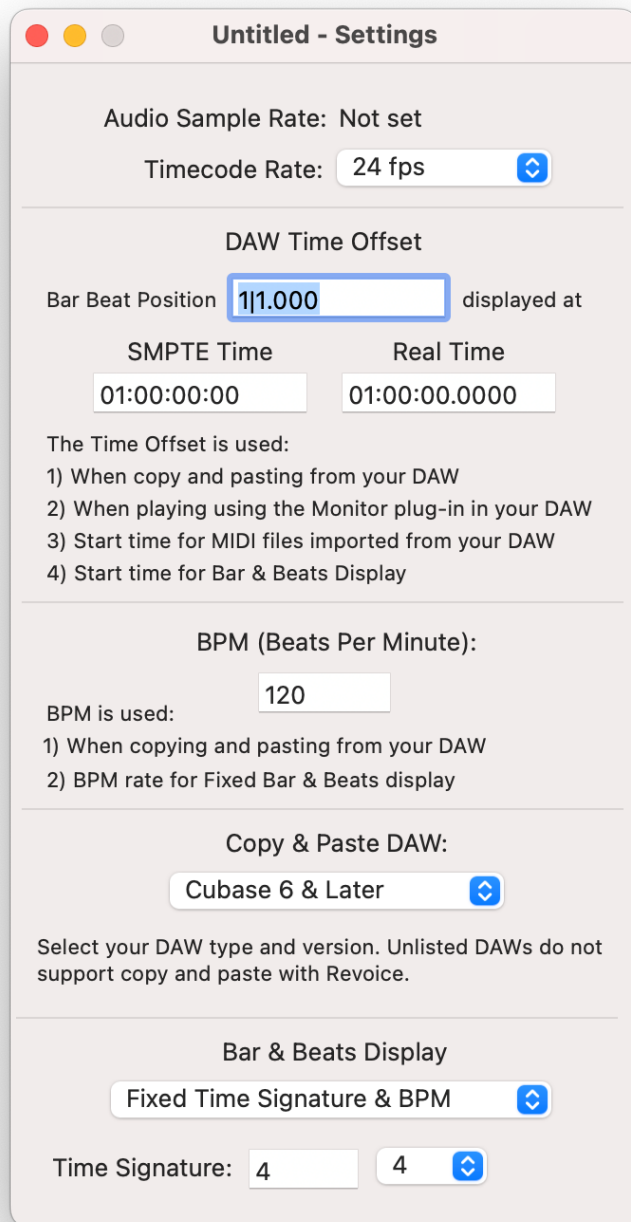 Untitled - Settings
Audio Sample Rate: Not set
Timecode Rate: 24 fps
DAW Time Offset
Bar Beat Position 1|1.000 displayed at
SMPTE Time Real Time
01:00:00:00 01:00:00.0000
The Time Offset is used:
1) When copy and pasting from your DAW
2) When playing using the Monitor plug-in in your DAW
3) Start time for MIDI files imported from your DAW
4) Start time for Bar & Beats Display
BPM (Beats Per Minute):
120
BPM is used:
1) When copying and pasting from your DAW
2) BPM rate for Fixed Bar & Beats display
Copy & Paste DAW:
Cubase 6 & Later
Select your DAW type and version. Unlisted DAWs do not
support copy and paste with Revoice.
Bar & Beats Display
Fixed Time Signature & BPM
Time Signature: 4 4